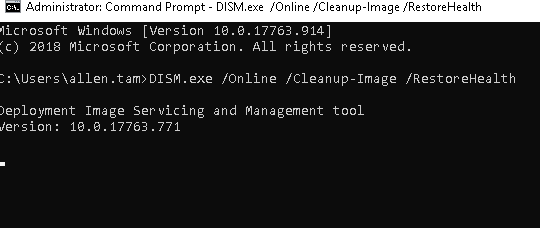 Administrator: Command Prompt - DISM.exe /Online /Cleanup-Image /RestoreHealth
Microsoft Windows [Version 10.0.17763.914]
(c) 2018 Microsoft Corporation. All rights reserved.
C:\Users\allen.tam>DISM.exe /Online /Cleanup-Image /RestoreHealth
Deployment Image Servicing and Management tool
Version: 10.0.17763.771